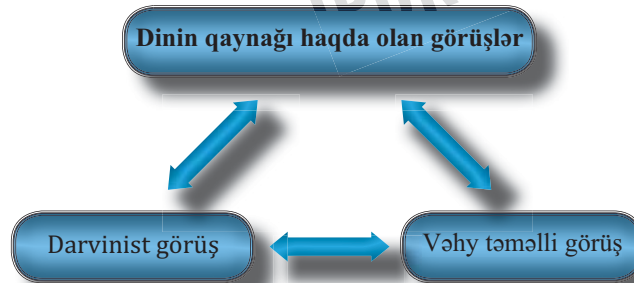 Dinin qaynağı haqda olan görüşlər
Darvinist görüş
Vəhy təməlli görüş